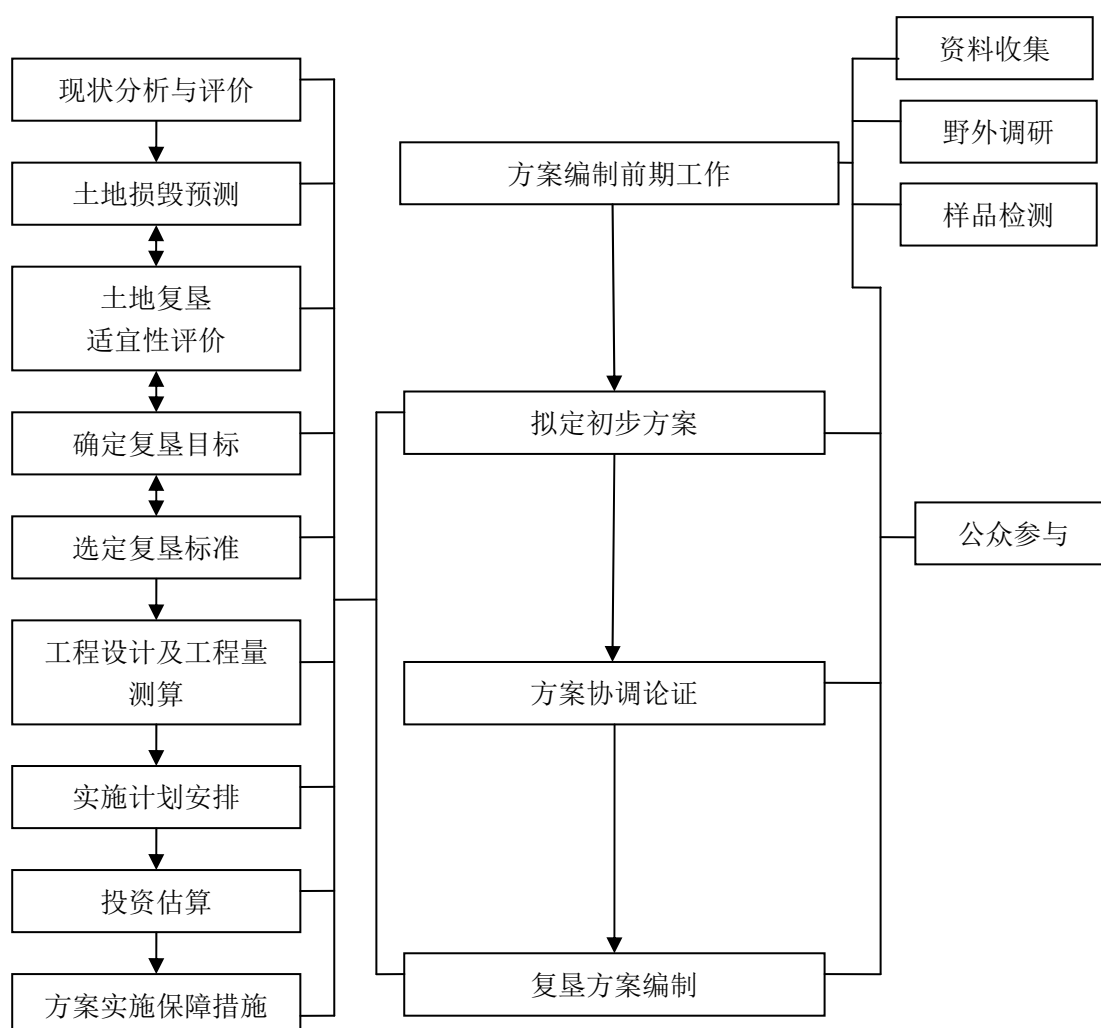 现状分析与评价
土地损毁预测
土地复垦
适宜性评价
确定复垦目标
选定复垦标准
工程设计及工程量
测算
实施计划安排
投资估算
方案实施保障措施
方案编制前期工作
拟定初步方案
方案协调论证
复垦方案编制
资料收集
野外调研
样品检测
公众参与